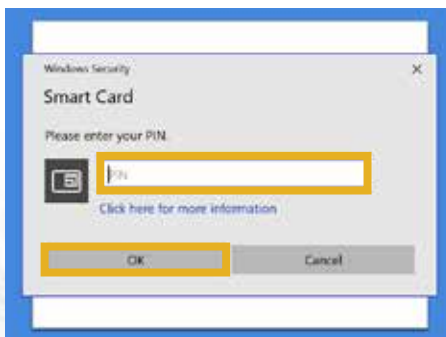 Windows Security
Smart Card
Please enter your PIN.
PIN
Click here for more information
OK
Cancel